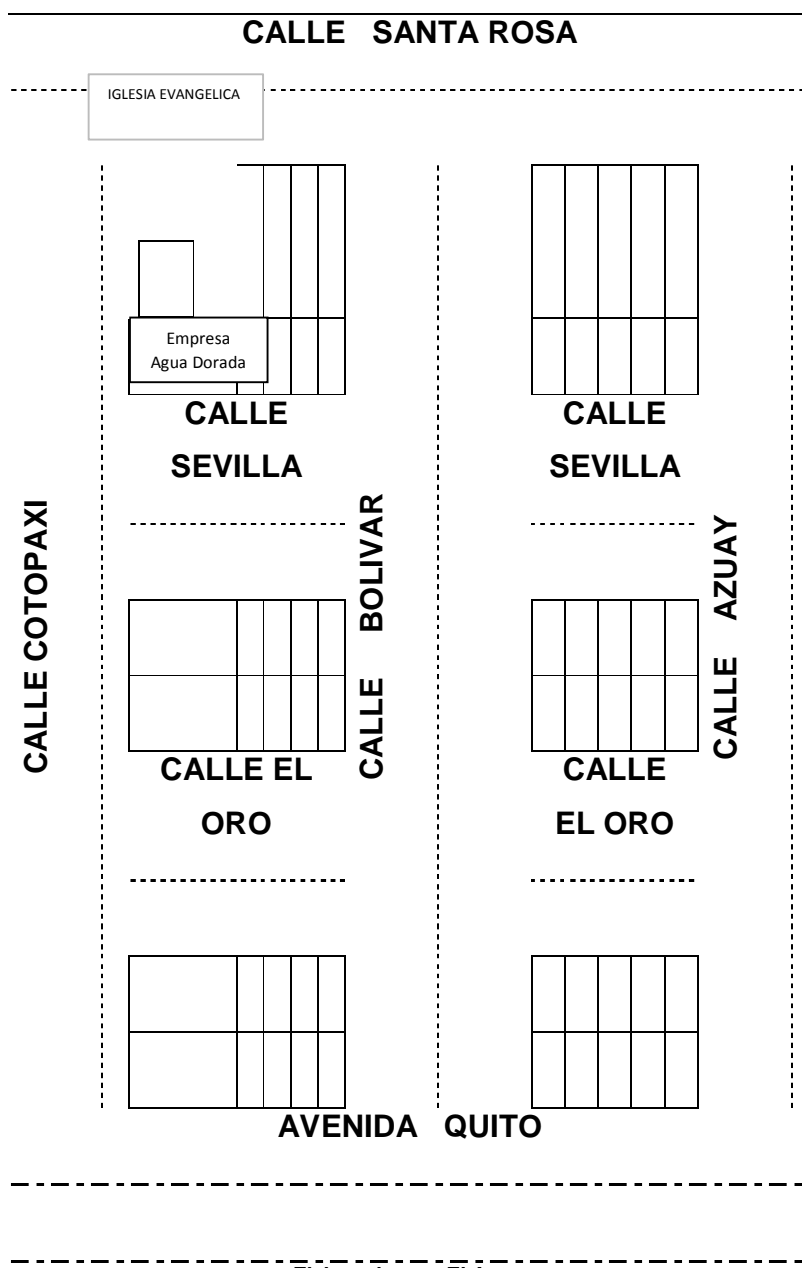 CALLE SANTA ROSA
IGLESIA EVANGELICA
Empresa
Agua Dorada
CALLE
SEVILLA
CALLE
SEVILLA
CALLE COTOPAXI
CALLE BOLIVAR
CALLE AZUAY
CALLE EL
ORO
CALLE
EL ORO
AVENIDA QUITO